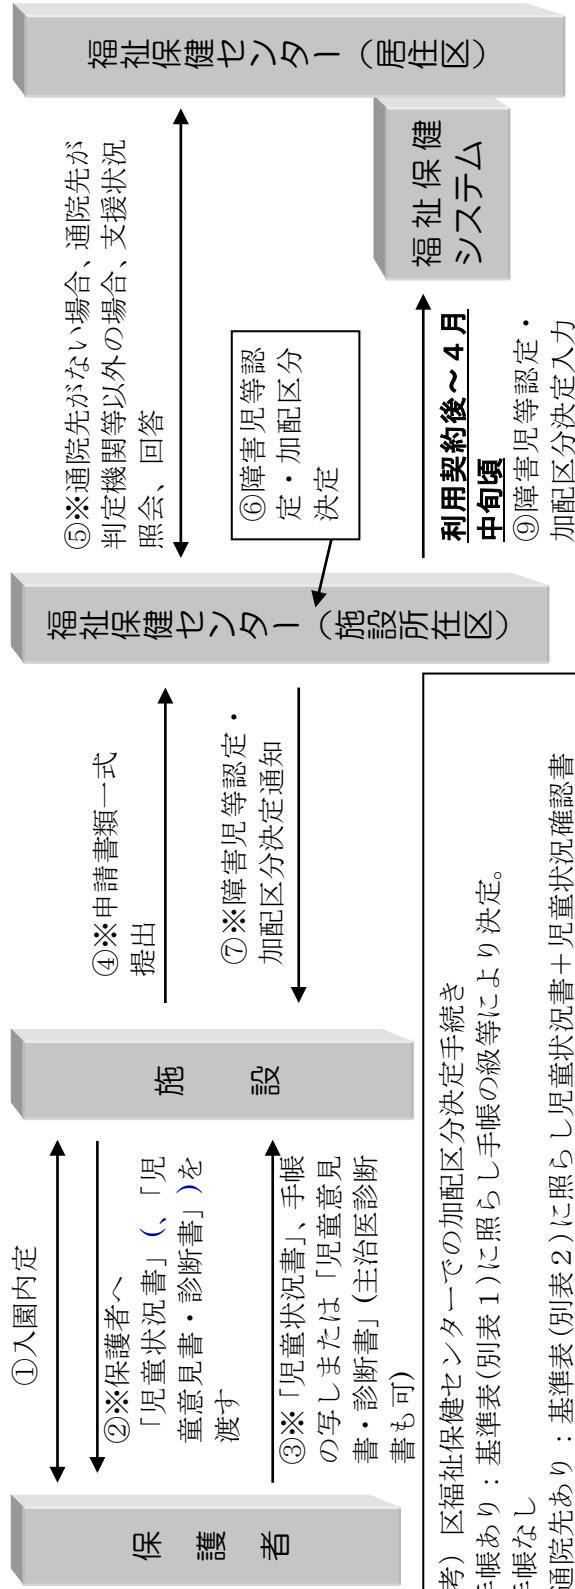 ①入園内定
②※保護者へ
「児童状況書」(、「児
童意見書・診断書」)を
渡す
③※「児童状況書」、手帳
の写しまたは「児童意見
書・診断書」(主治医診断
書も可)
保護者
施設
④※申請書類一式
提出
⑦※障害児等認定・
加配区分決定通知
福祉保健センター(施設所在区)
⑤※通院先がない場合、通院先が
判定機関等以外の場合、支援状況
照会、回答
⑥障害児等認
定・加配区分
決定
利用契約後~4月
中旬頃
⑨障害児等認定・
加配区分決定入力
福祉保健センター(居住区)
福祉保健
システム
考) 区福祉保健センターでの加配区分決定手続き
手帳あり:基準表(別表1)に照らし手帳の級等により決定。
手帳なし
通院先あり:基準表(別表2)に照らし児童状況書+児童状況確認書